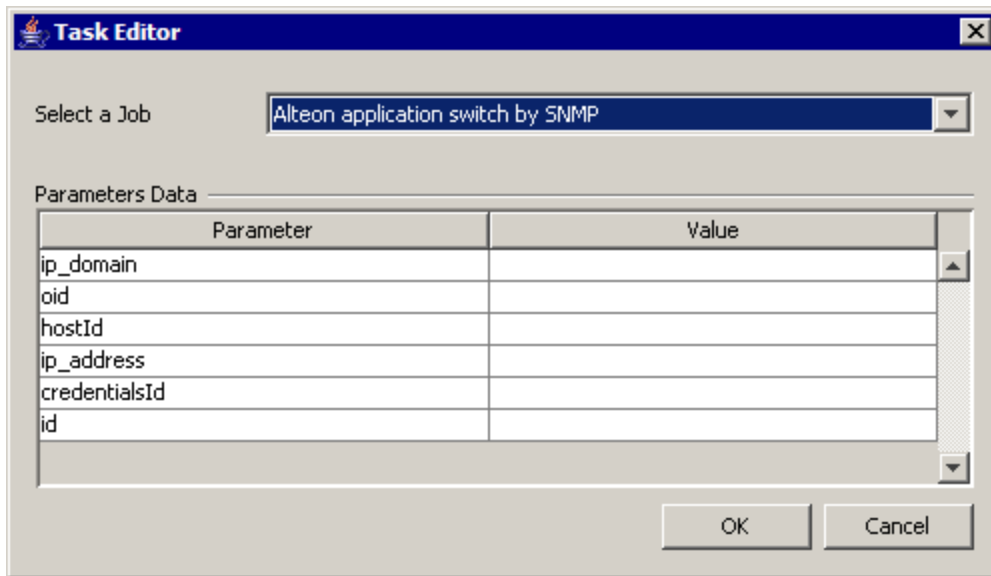 Task Editor
Select a Job
Alteon application switch by SNMP
Parameters Data
Parameter Value
ip_domain
oid
hostId
ip_address
credentialsId
id
OK Cancel